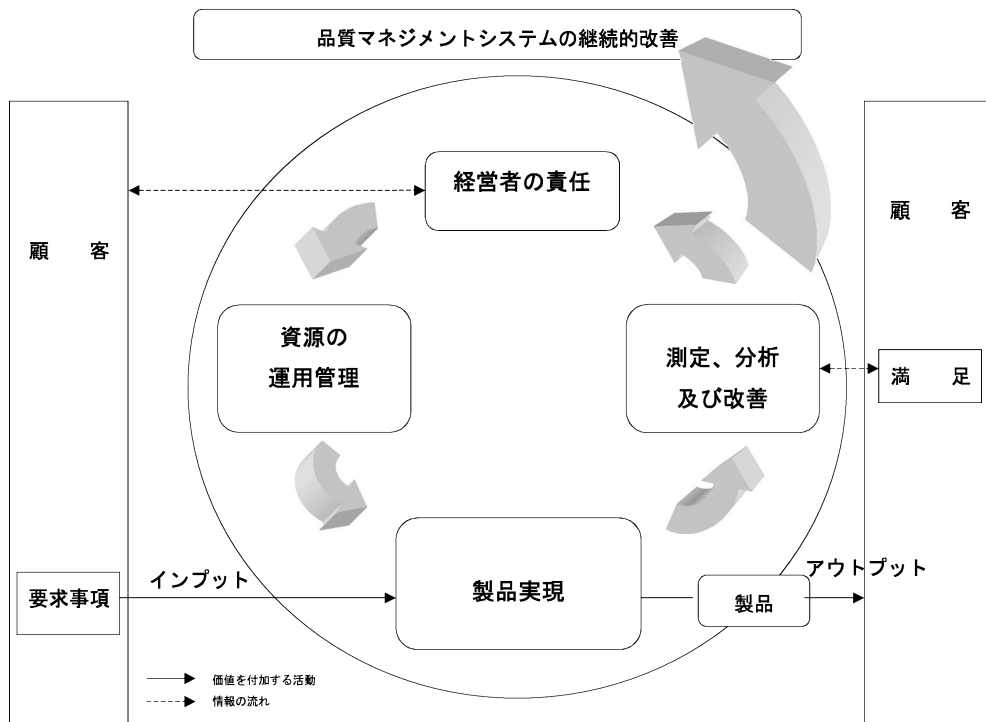 品質マネジメントシステムの継続的改善
経営者の責任
顧　客
顧　客
資源の
運用管理
測定、分析
及び改善
満　足
要求事項
インプット
製品実現
製品
アウトプット
価値を付加する活動
情報の流れ